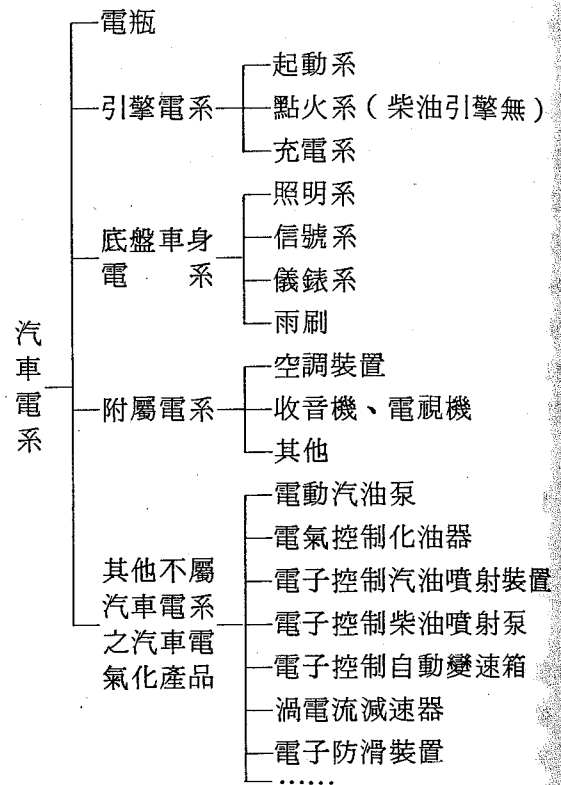 電瓶
引擎電系
起動系
點火系(柴油引擎無)
充電系
底盤車身
電系
照明系
信號系
儀錶系
雨刷
汽車電系
附屬電系
空調裝置
收音機、電視機
其他
其他不屬
汽車電系
之汽車電
氣化產品
電動汽油泵
電氣控制化油器
電子控制汽油噴射裝置
電子控制柴油噴射泵
電子控制自動變速箱
渦電流減速器
電子防滑裝置
……